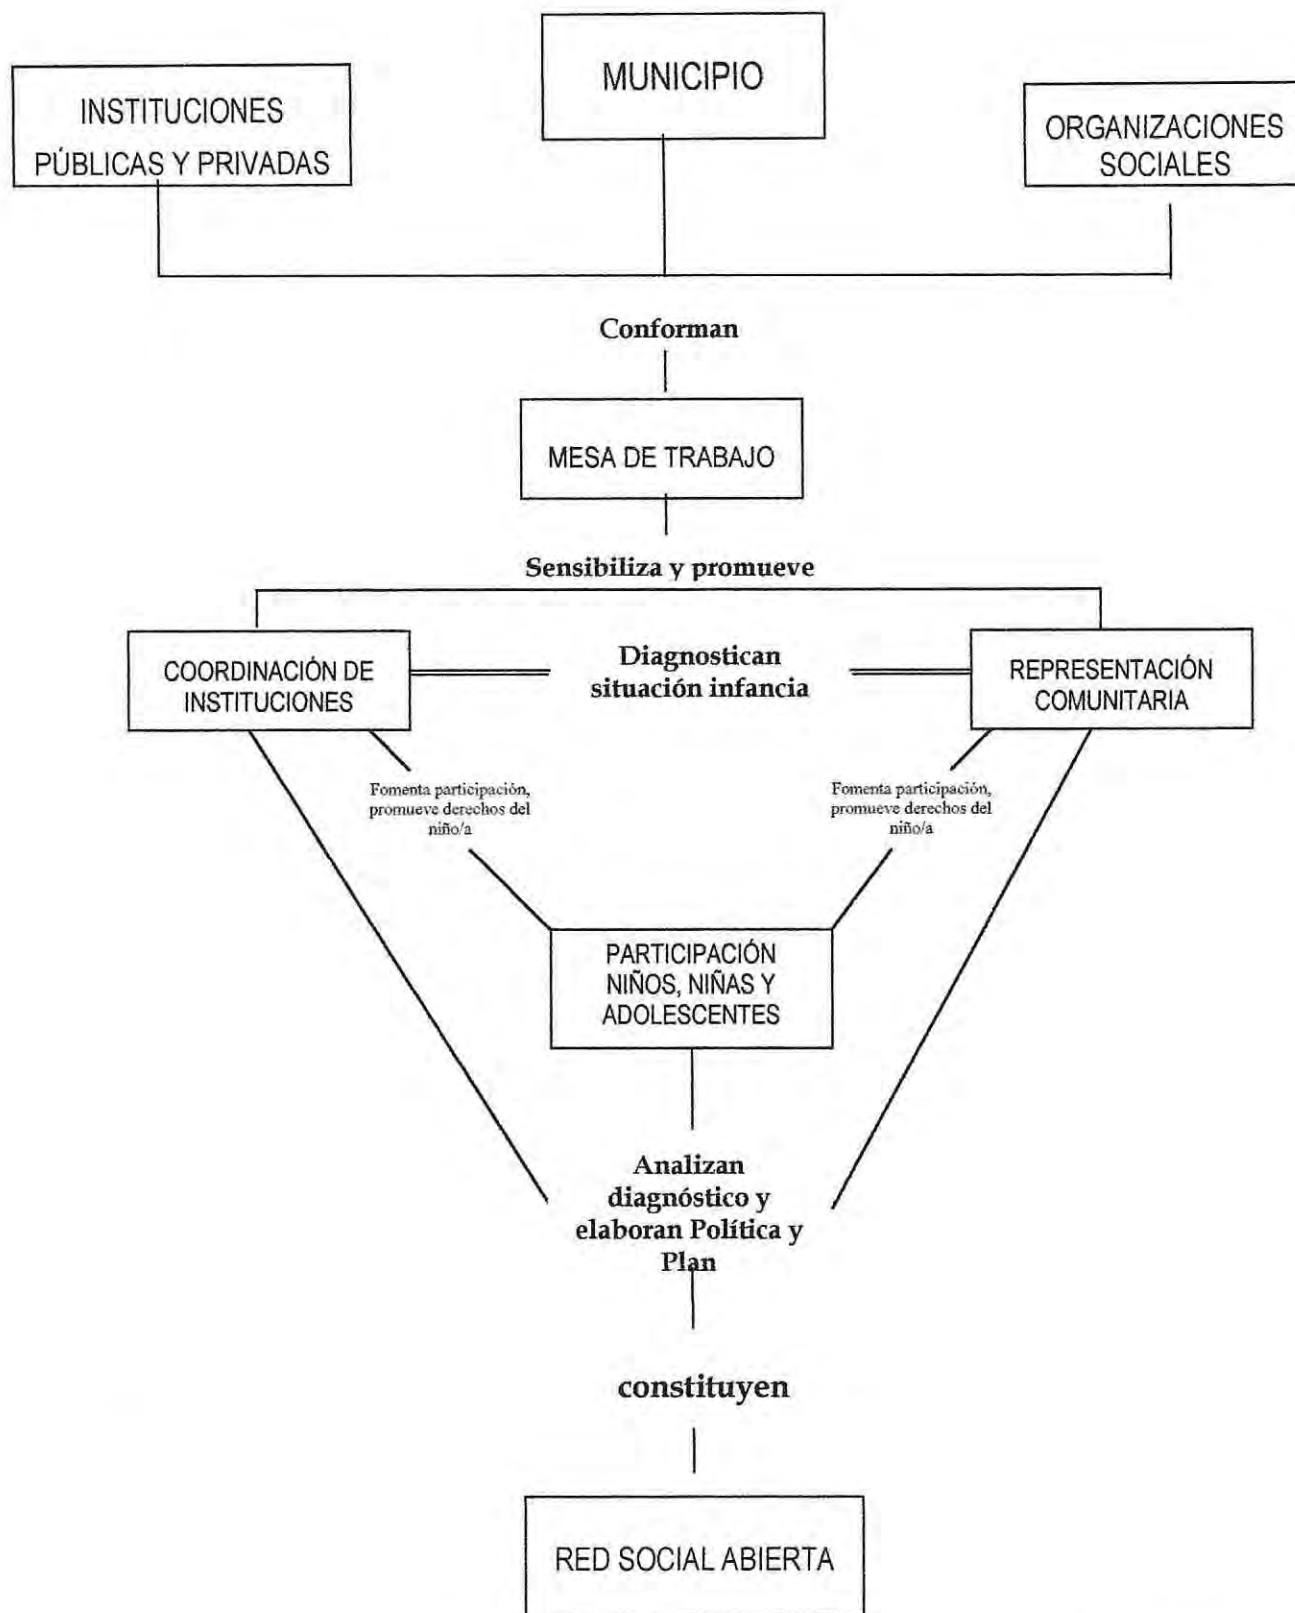 MUNICIPIO
INSTITUCIONES
PÚBLICAS Y PRIVADAS
ORGANIZACIONES
SOCIALES
Conforman
MESA DE TRABAJO
Sensibiliza y promueve
COORDINACIÓN DE
INSTITUCIONES
Diagnostican
situación infancia
REPRESENTACIÓN
COMUNITARIA
Fomenta participación,
promueve derechos del
niño/a
Fomenta participación,
promueve derechos del
niño/a
PARTICIPACIÓN
NIÑOS, NIÑAS Y
ADOLESCENTES
Analizan
diagnóstico y
elaboran Política y
Plan
constituyen
RED SOCIAL ABIERTA